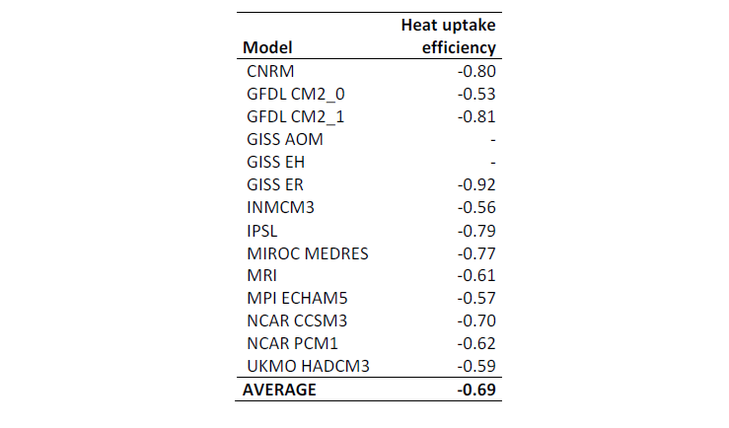 Heat uptake
Model efficiency
CNRM -0.80
GFDL CM2_0 -0.53
GFDL CM2_1 -0.81
GISS AOM -
GISS EH -
GISS ER -0.92
INMCM3 -0.56
IPSL -0.79
MIROC MEDRES -0.77
MRI -0.61
MPI ECHAM5 -0.57
NCAR CCSM3 -0.70
NCAR PCM1 -0.62
UKMO HADCM3 -0.59
AVERAGE -0.69